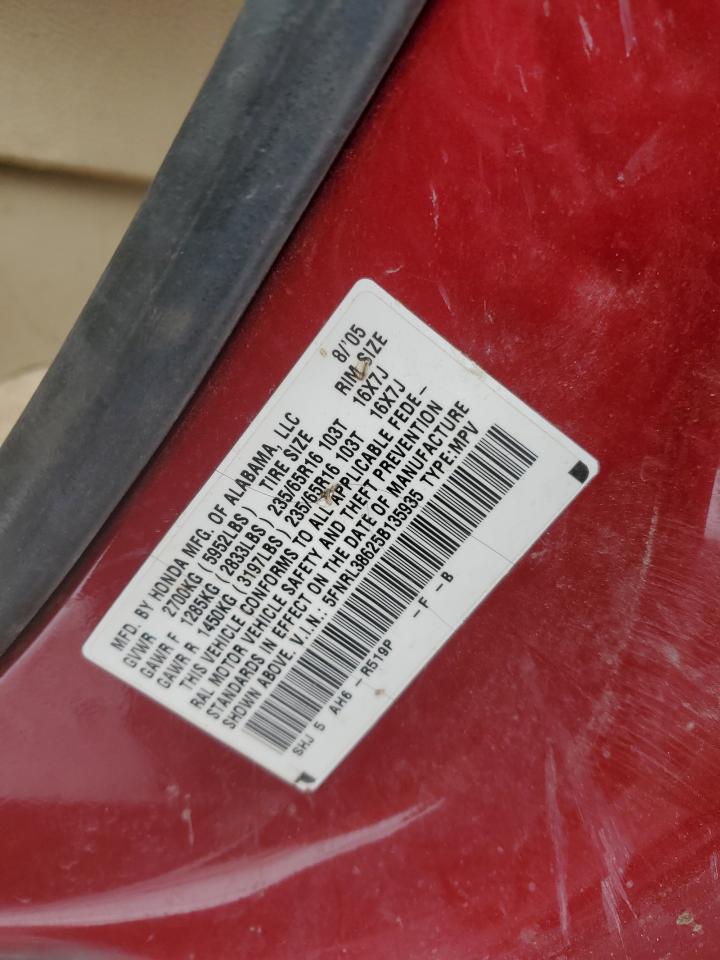 MFD. BY HONDA MFG. OF ALABAMA, LLC 8/'05
GVWR 2700KG (5952LBS) TIRE SIZE RIM SIZE
GAWR F 1285KG (2833LBS) 235/65R16 103T 16X7J
GAWR R 1450KG (3197LBS) 235/65R16 103T 16X7J
THIS VEHICLE CONFORMS TO ALL APPLICABLE FEDE-
RAL MOTOR VEHICLE SAFETY AND THEFT PREVENTION
STANDARDS IN EFFECT ON THE DATE OF MANUFACTURE
SHOWN ABOVE. V.I.N.: 5FNRL38625B135935 TYPE:MPV
SHJ 5 AH6 -R519P -F -B